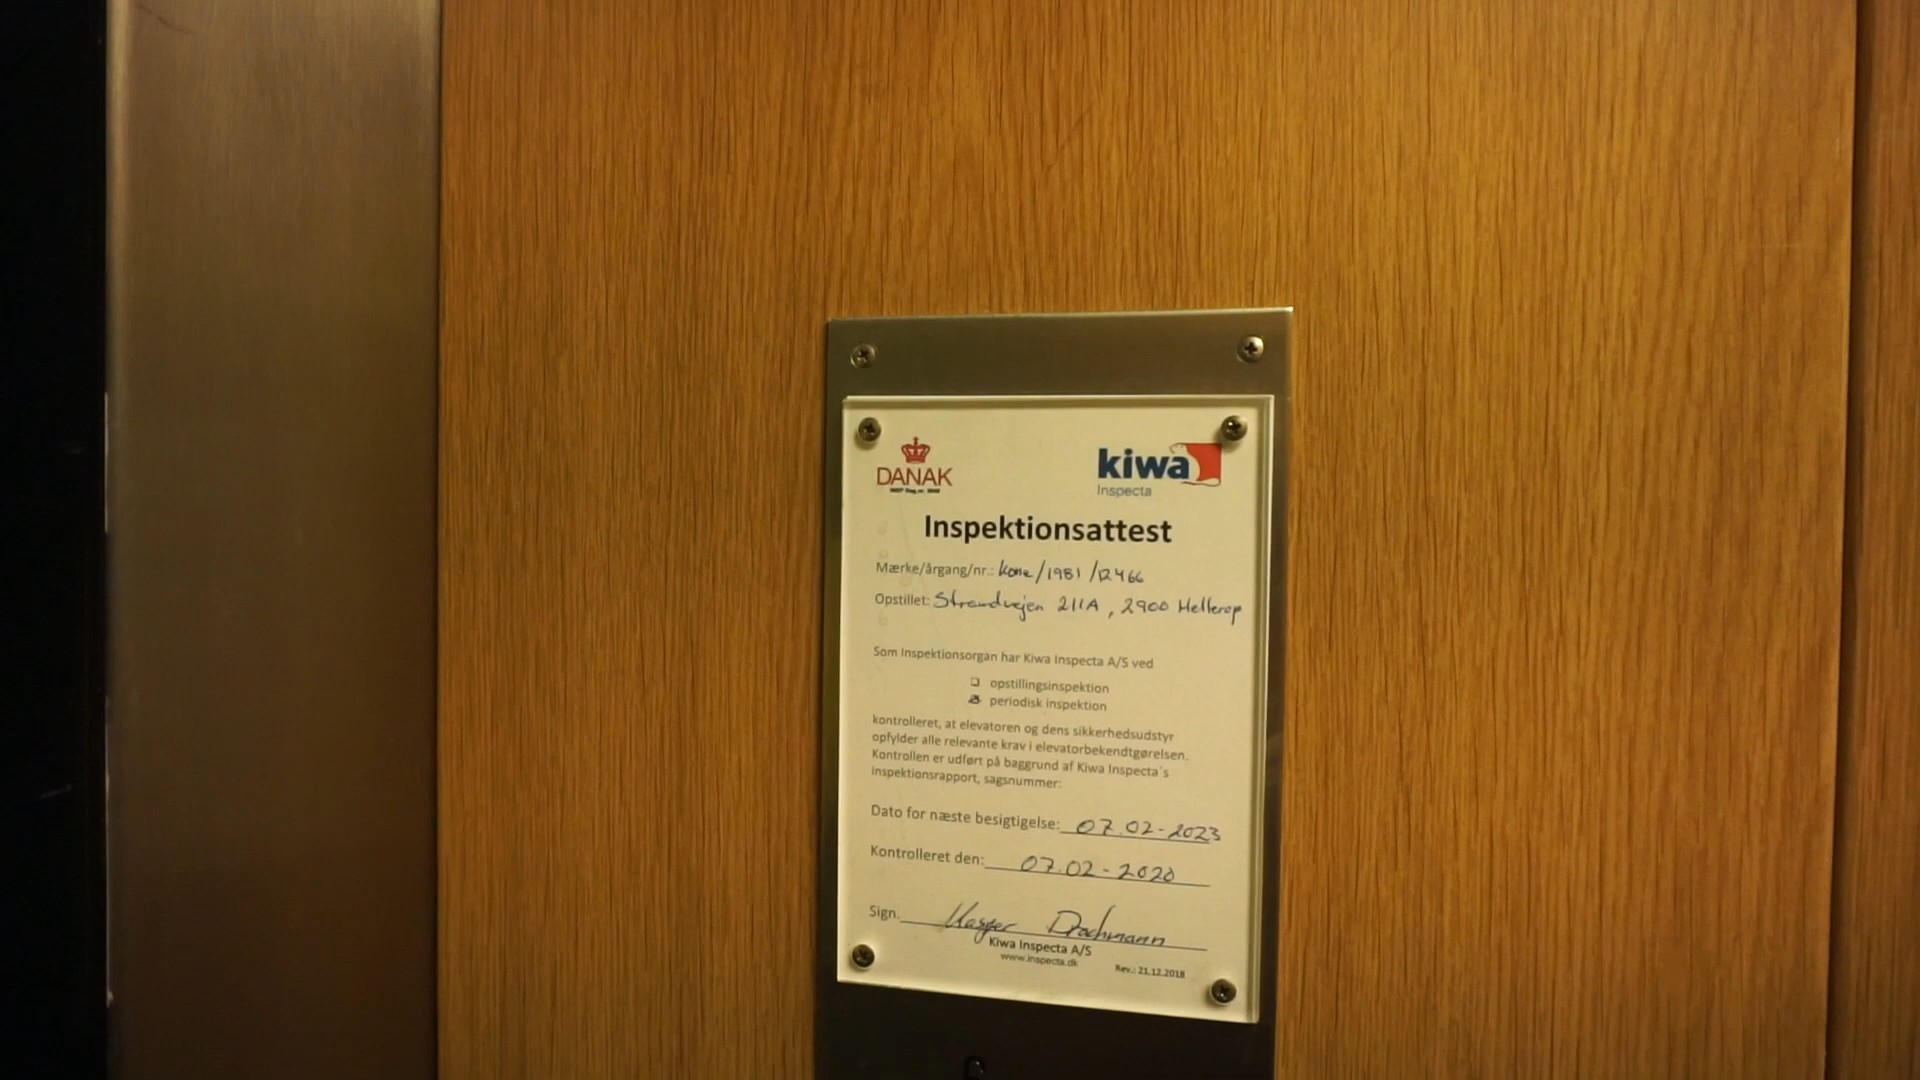 DANAK
kiwa
Inspecta
Inspektionsattest
Mærke/årgang/nr.: Kone/1981/12466
Opstillet: Strandvejen 211A, 2900 Hellerup
Som Inspektionsorgan har Kiwa Inspecta A/S ved
opstillingsinspektion
periodisk inspektion
kontrolleret, at elevatoren og dens sikkerhedsudstyr
opfylder alle relevante krav i elevatorbekendtgørelsen.
Kontrollen er udført på baggrund af Kiwa Inspecta´s
inspektionsrapport, sagsnummer:
Dato for næste besigtigelse: 07.02-2023
Kontrolleret den: 07.02-2020
Sign. Kasper Drachmann
Kiwa Inspecta A/S
www.inspecta.dk
Rev.: 21.12.2018